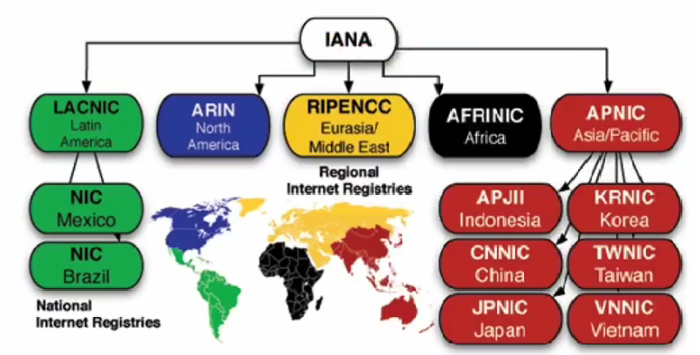 IANA
LACNIC
Latin
America
ARIN
North
America
RIPENCC
Eurasia/
Middle East
AFRINIC
Africa
APNIC
Asia/Pacific
Regional
Internet Registries
NIC
Mexico
NIC
Brazil
National
Internet Registries
APJII
Indonesia
KRNIC
Korea
CNNIC
China
TWNIC
Taiwan
JPNIC
Japan
VNNIC
Vietnam